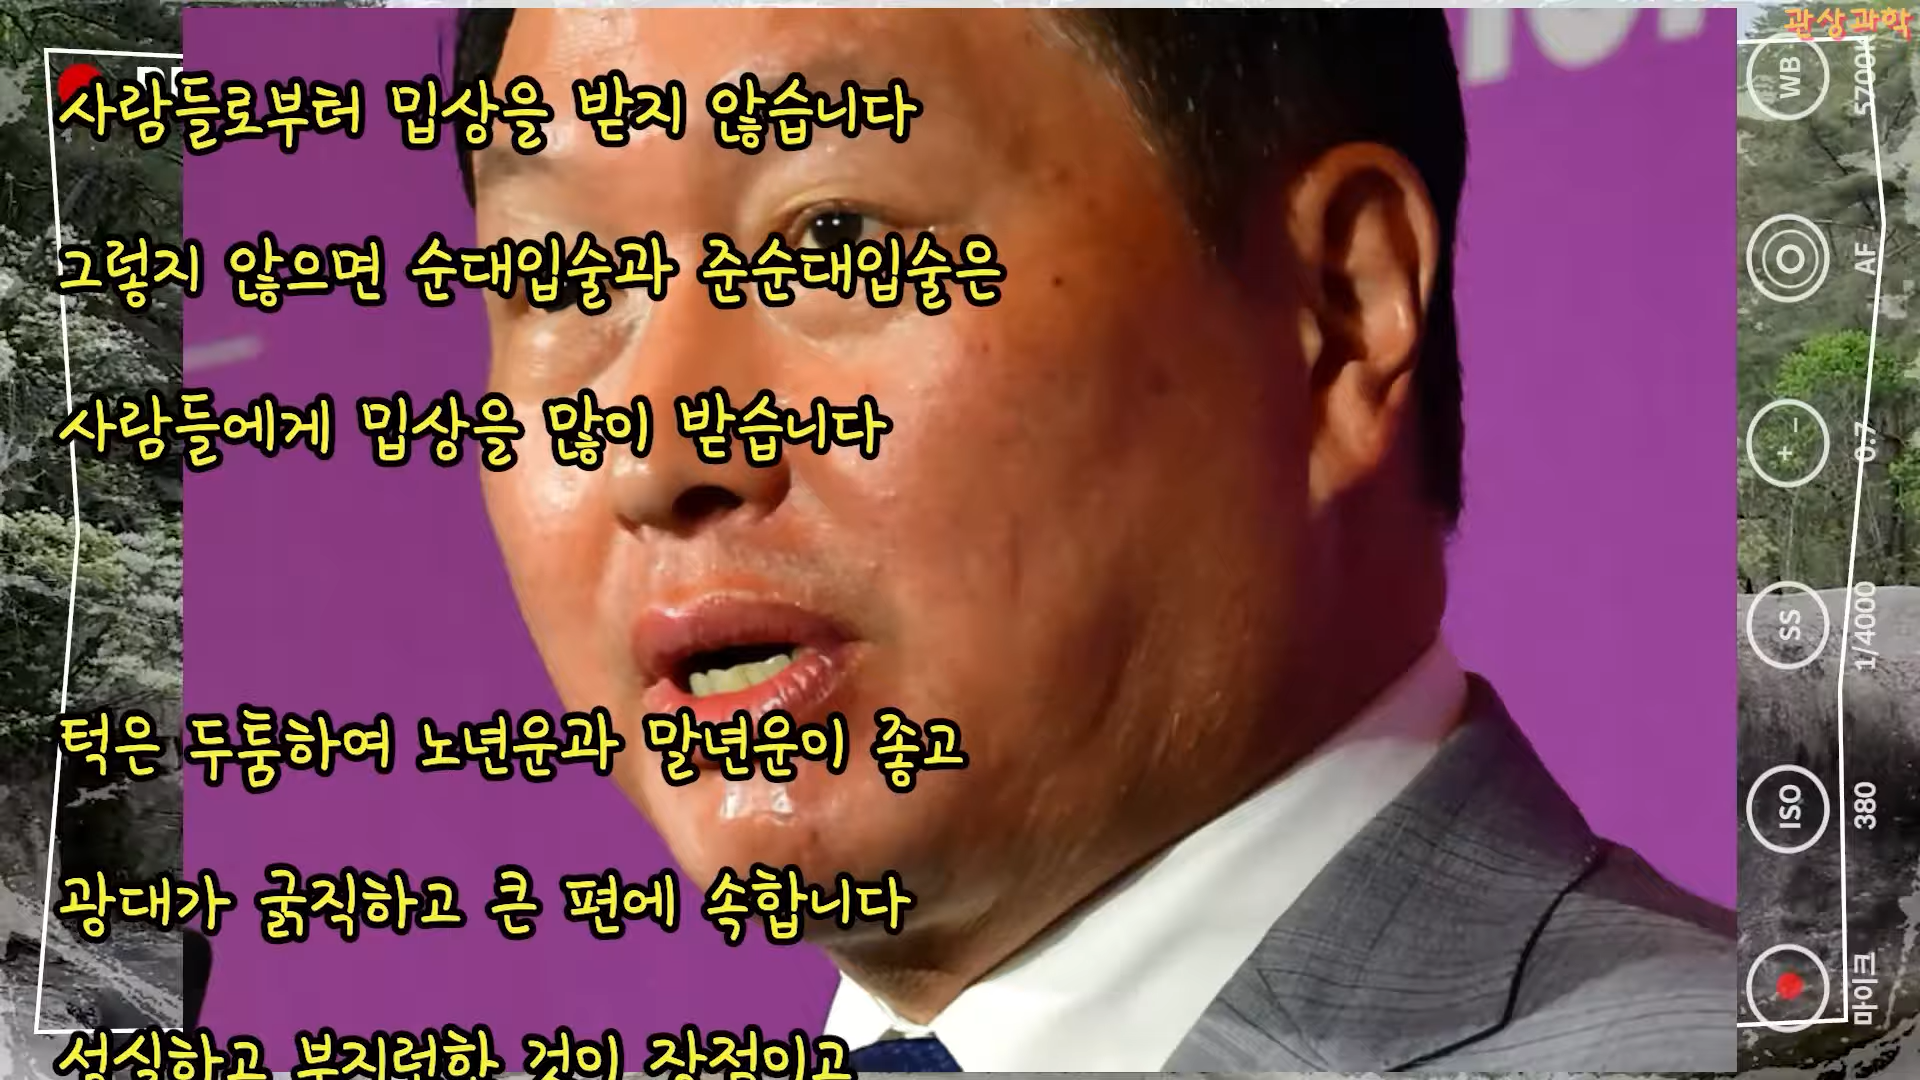 관상과학
사람들로부터 밉상을 받지 않습니다
그렇지 않으면 순대입술과 준순대입술은
사람들에게 밉상을 많이 받습니다
턱은 두툼하여 노년운과 말년운이 좋고
광대가 굵직하고 큰 편에 속합니다
성실하고 부지런한 것이 장점이고
WB
5700K
AF
0.7
SS
1/4000
ISO
380
마이크